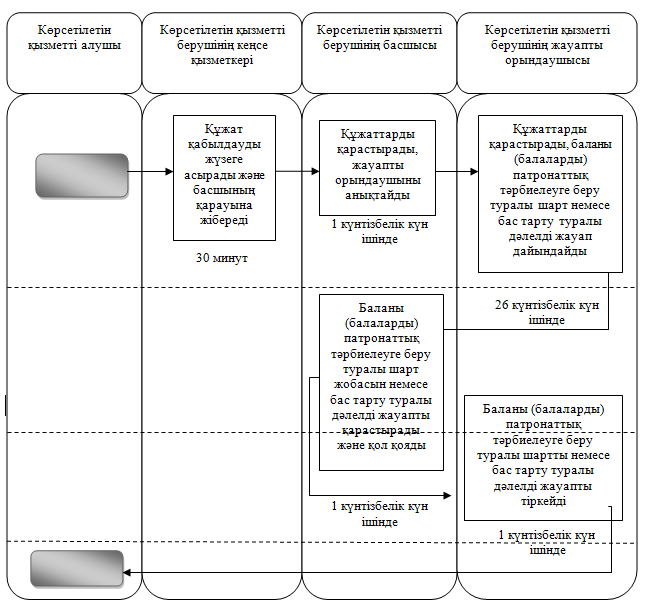 Көрсетілетін
қызметті алушы
Көрсетілетін қызметті
берушінің кеңсе
қызметкері
Көрсетілетін қызметті
берушінің басшысы
Көрсетілетін қызметті
берушінің жауапты
орындаушысы
Құжат
қабылдауды
жүзеге
асырады және
басшының
қарауына
жібереді
30 минут
Құжаттарды
қарастырады,
жауапты
орындаушыны
анықтайды
1 күнтізбелік күн
ішінде
Құжаттарды
қарастырады, баланы
(балаларды)
патронаттық
тәрбиелеуге беру
туралы шарт немесе
бас тарту туралы
дәлелді жауап
дайындайды
26 күнтізбелік күн
ішінде
Баланы
(балаларды)
патронаттық
тәрбиелеуге беру
туралы шарт
жобасын немесе
бас тарту туралы
дәлелді жауапты
қарастырады
және қол қояды
1 күнтізбелік күн
ішінде
Баланы (балаларды)
патронаттық
тәрбиелеуге беру
туралы шартты немесе
бас тарту туралы
дәлелді жауапты
тіркейді
1 күнтізбелік күн
ішінде